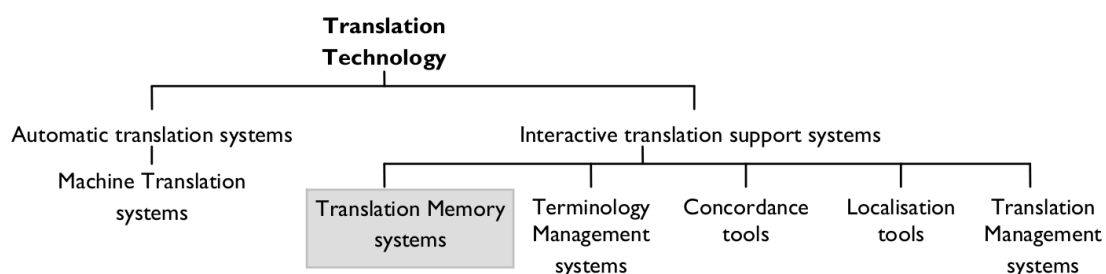 Translation
Technology
Automatic translation systems
Interactive translation support systems
Machine Translation
systems
Translation Memory
systems
Terminology
Management
systems
Concordance
tools
Localisation tools
Translation
Management
systems